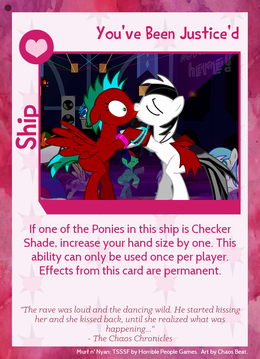 You've Been Justice'd
Ship
If one of the Ponies in this ship is Checker
Shade, increase your hand size by one. This
ability can only be used once per player.
Effects from this card are permanent.
"The rave was loud and the dancing wild. He started kissing
her and she kissed back, until she realized what was
happening..."
- The Chaos Chronicles
Murf n' Nyan; TSSSF by Horrible People Games. Art by Chaos Beat.